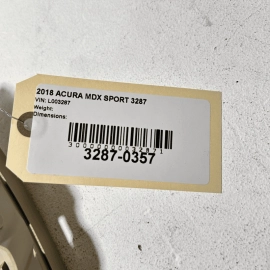 2018 ACURA MDX SPORT 3287
VIN: L003287
Weight:
Dimensions:
3287-0357